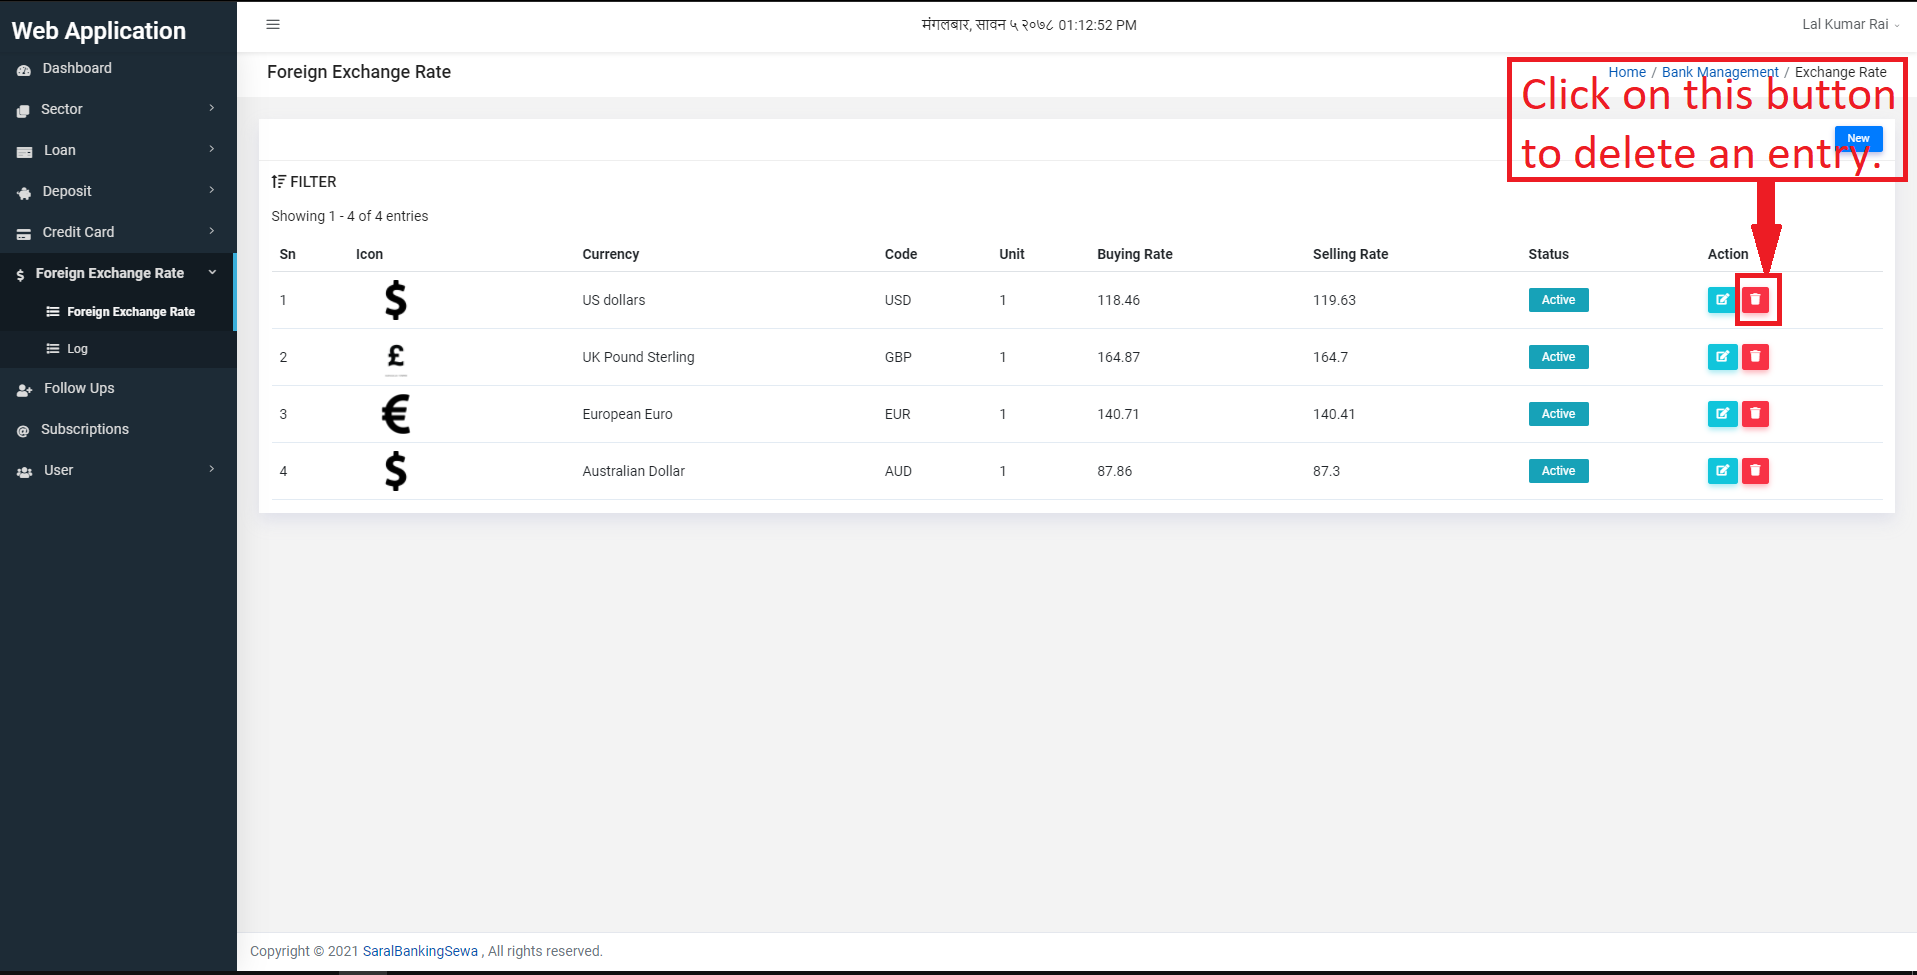 Web Application
मंगलबार, सावन ५ २०७८ 01:12:52 PM
Lal Kumar Rai
Dashboard
Sector
Loan
Deposit
Credit Card
Foreign Exchange Rate
Foreign Exchange Rate
Log
Follow Ups
Subscriptions
User
Foreign Exchange Rate
Home / Bank Management / Exchange Rate
Click on this button
to delete an entry.
New
FILTER
Showing 1 - 4 of 4 entries
Sn Icon Currency Code Unit Buying Rate Selling Rate Status Action
1 $ US dollars USD 1 118.46 119.63 Active
2 £ UK Pound Sterling GBP 1 164.87 164.7 Active
3 € European Euro EUR 1 140.71 140.41 Active
4 $ Australian Dollar AUD 1 87.86 87.3 Active
Copyright © 2021 SaralBankingSewa , All rights reserved.